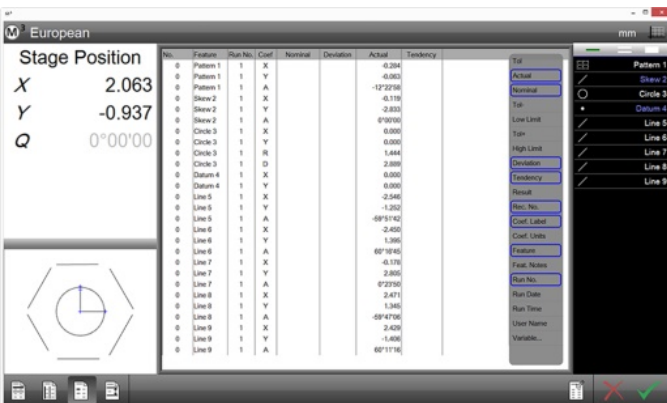 M³ European
mm
Stage Position
X 2.063
Y -0.937
Q 0°00'00
No. Feature Run No. Coef Nominal Deviation Actual Tendency
0 Pattern 1 1 X -0.284
0 Pattern 1 1 Y -0.063
0 Pattern 1 1 A -12°22'58
0 Skew 2 1 X -0.119
0 Skew 2 1 Y -2.833
0 Skew 2 1 A 0°00'00
0 Circle 3 1 X 0.000
0 Circle 3 1 Y 0.000
0 Circle 3 1 R 1.444
0 Circle 3 1 D 2.889
0 Datum 4 1 X 0.000
0 Datum 4 1 Y 0.000
0 Line 5 1 X -2.546
0 Line 5 1 Y -1.252
0 Line 5 1 A -59°51'42
0 Line 6 1 X -2.450
0 Line 6 1 Y 1.395
0 Line 6 1 A 60°16'45
0 Line 7 1 X -0.178
0 Line 7 1 Y 2.805
0 Line 7 1 A 0°23'50
0 Line 8 1 X 2.471
0 Line 8 1 Y 1.345
0 Line 8 1 A -59°47'06
0 Line 9 1 X 2.429
0 Line 9 1 Y -1.406
0 Line 9 1 A 60°11'16
Tol
Actual
Nominal
Tol-
Low Limit
Tol+
High Limit
Deviation
Tendency
Result
Rec. No.
Coef. Label
Coef. Units
Feature
Feat. Notes
Run No.
Run Date
Run Time
User Name
Variable...
Pattern 1
Skew 2
Circle 3
Datum 4
Line 5
Line 6
Line 7
Line 8
Line 9